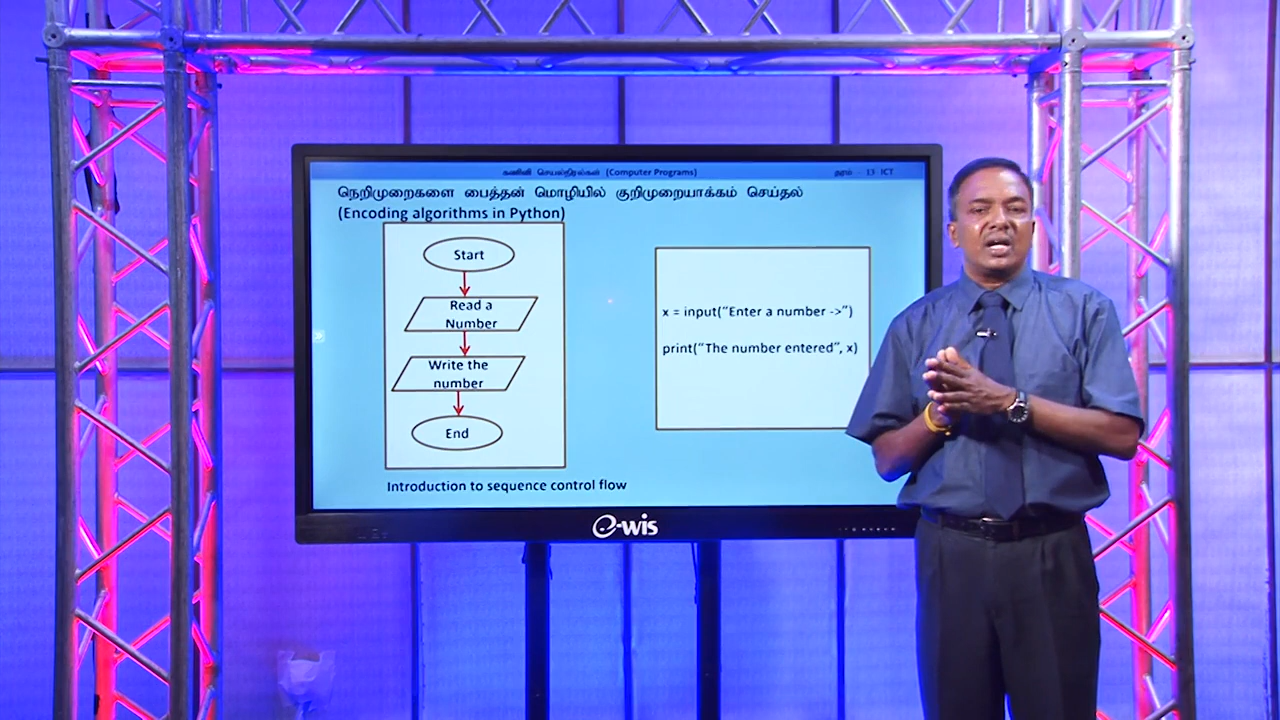 கணினி செயல்நிரல்கள் (Computer Programs)
தரம் - 13 ICT
நெறிமுறைகளை பைத்தன் மொழியில் குறிமுறையாக்கம் செய்தல்
(Encoding algorithms in Python)
Start
Read a
Number
Write the
number
End
x = input(“Enter a number ->”)
print(“The number entered”, x)
Introduction to sequence control flow
e-wis